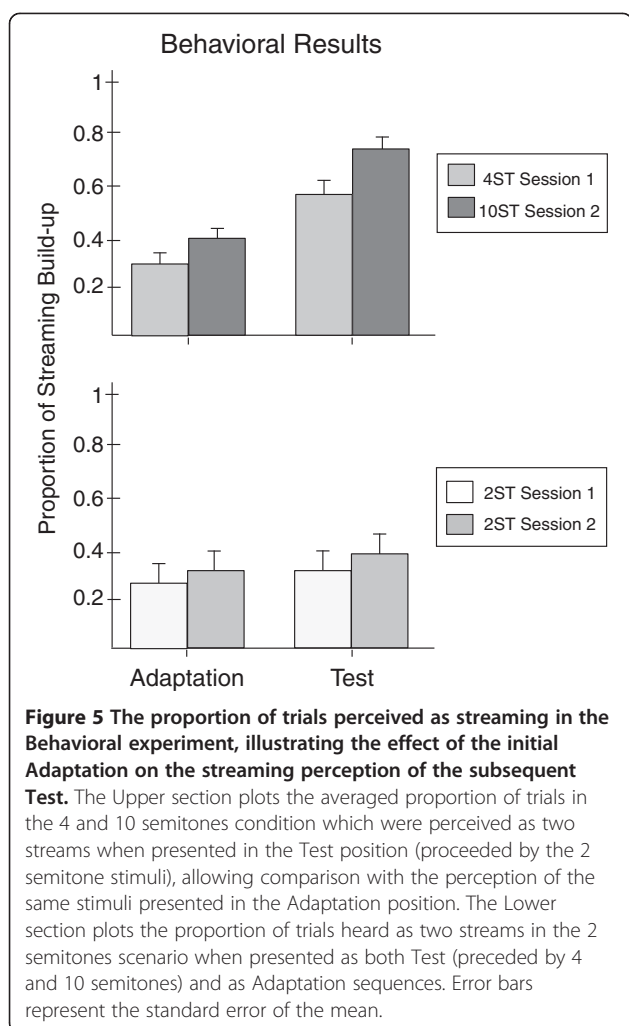 Behavioral Results
Proportion of Streaming Build-up
1
0.8
0.6
0.4
0.2
4ST Session 1
10ST Session 2
1
0.8
0.6
0.4
0.2
2ST Session 1
2ST Session 2
Adaptation
Test
Figure 5 The proportion of trials perceived as streaming in the
Behavioral experiment, illustrating the effect of the initial
Adaptation on the streaming perception of the subsequent
Test. The Upper section plots the averaged proportion of trials in
the 4 and 10 semitones condition which were perceived as two
streams when presented in the Test position (proceeded by the 2
semitone stimuli), allowing comparison with the perception of the
same stimuli presented in the Adaptation position. The Lower
section plots the proportion of trials heard as two streams in the 2
semitones scenario when presented as both Test (preceded by 4
and 10 semitones) and as Adaptation sequences. Error bars
represent the standard error of the mean.